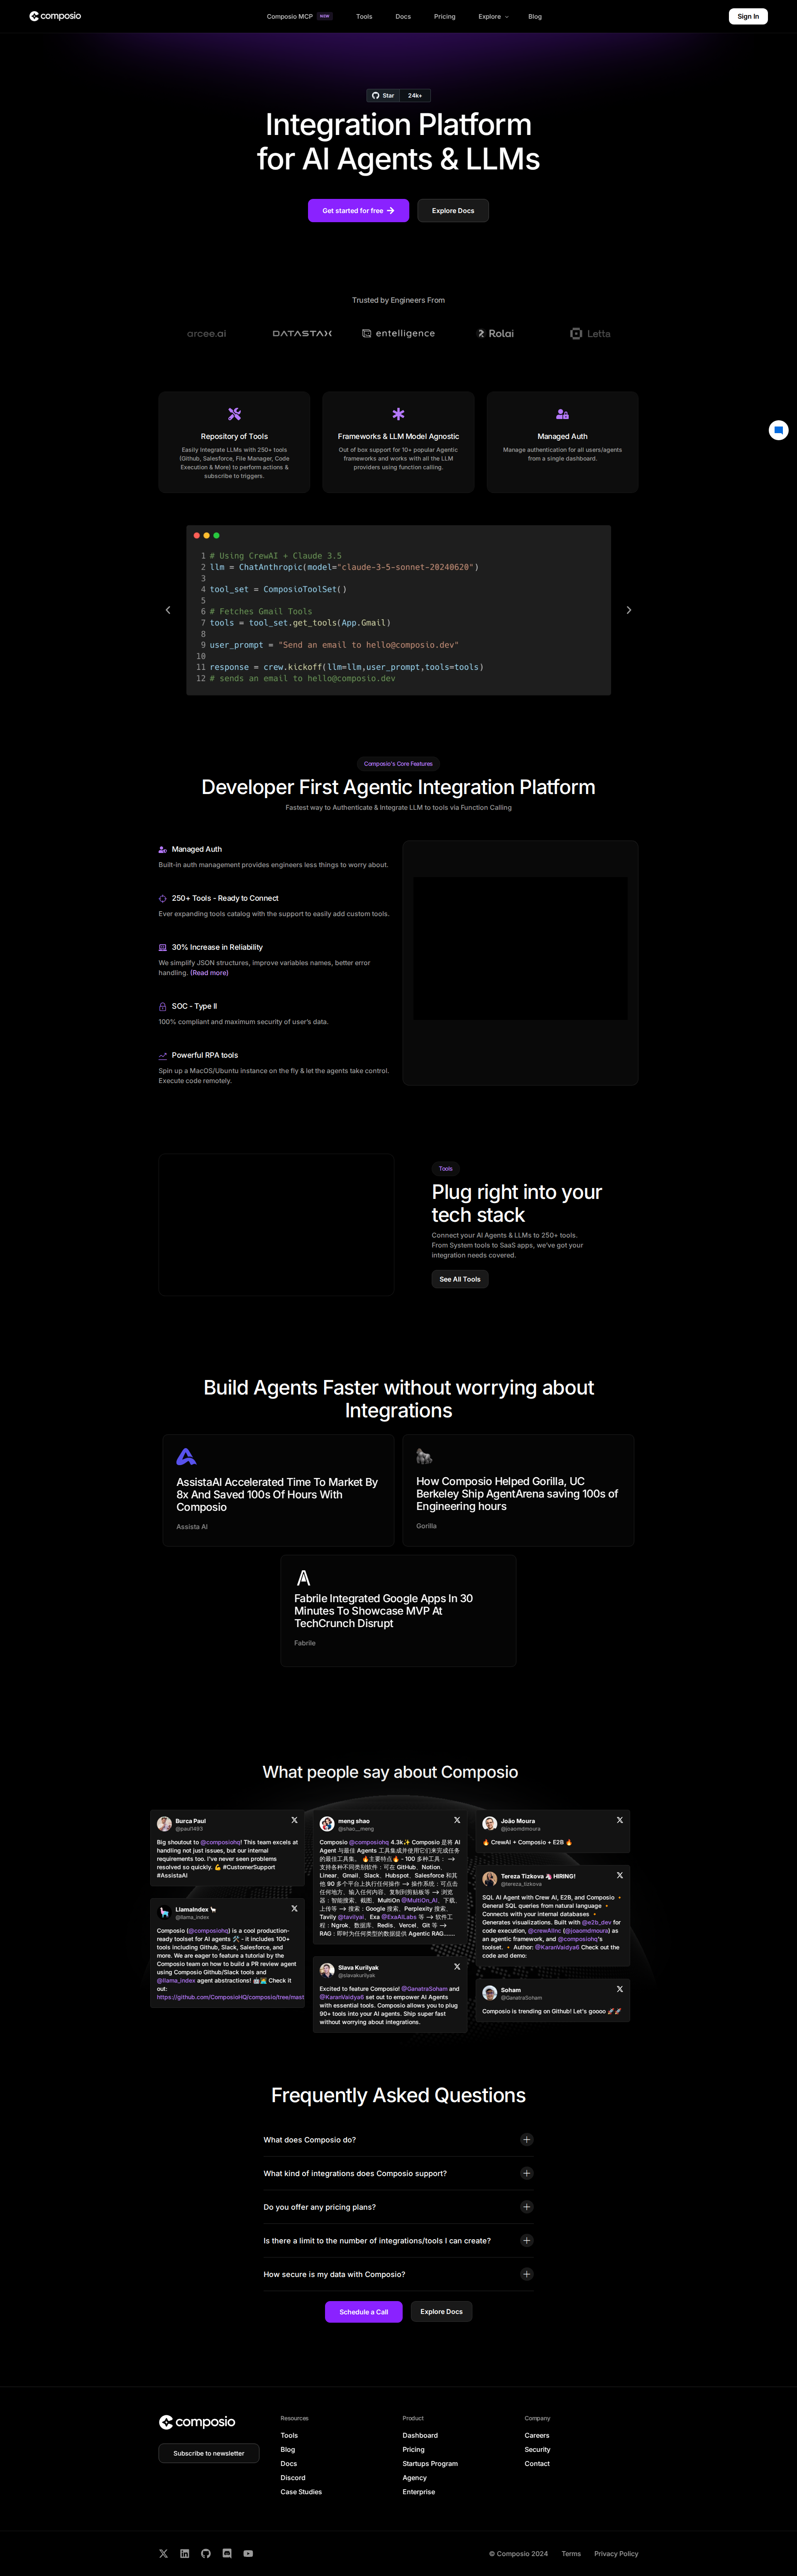 composio
Composio MCP NEW Tools Docs Pricing Explore Blog
Sign In
Star 24k+
Integration Platform
for AI Agents & LLMs
Get started for free
Explore Docs
Trusted by Engineers From
arcee.ai DATASTAX entelligence Rolai Letta
Repository of Tools
Easily Integrate LLMs with 250+ tools
(Github, Salesforce, File Manager, Code
Execution & More) to perform actions &
subscribe to triggers.
Frameworks & LLM Model Agnostic
Out of box support for 10+ popular Agentic
frameworks and works with all the LLM
providers using function calling.
Managed Auth
Manage authentication for all users/agents
from a single dashboard.
1 # Using CrewAI + Claude 3.5
2 llm = ChatAnthropic(model="claude-3-5-sonnet-20240620")
3
4 tool_set = ComposioToolSet()
5
6 # Fetches Gmail Tools
7 tools = tool_set.get_tools(App.Gmail)
8
9 user_prompt = "Send an email to hello@composio.dev"
10
11 response = crew.kickoff(llm=llm,user_prompt,tools=tools)
12 # sends an email to hello@composio.dev
Composio's Core Features
Developer First Agentic Integration Platform
Fastest way to Authenticate & Integrate LLM to tools via Function Calling
Managed Auth
Built-in auth management provides engineers less things to worry about.
250+ Tools - Ready to Connect
Ever expanding tools catalog with the support to easily add custom tools.
30% Increase in Reliability
We simplify JSON structures, improve variables names, better error
handling. (Read more)
SOC - Type II
100% compliant and maximum security of user's data.
Powerful RPA tools
Spin up a MacOS/Ubuntu instance on the fly & let the agents take control.
Execute code remotely.
Tools
Plug right into your
tech stack
Connect your AI Agents & LLMs to 250+ tools.
From System tools to SaaS apps, we've got your
integration needs covered.
See All Tools
Build Agents Faster without worrying about
Integrations
AssistaAI Accelerated Time To Market By
8x And Saved 100s Of Hours With
Composio
Assista AI
How Composio Helped Gorilla, UC
Berkeley Ship AgentArena saving 100s of
Engineering hours
Gorilla
Fabrile Integrated Google Apps In 30
Minutes To Showcase MVP At
TechCrunch Disrupt
Fabrile
What people say about Composio
Burca Paul
@paul1493
Big shoutout to @composiohq! This team excels at
handling not just issues, but our internal
requirements too. I've never seen problems
resolved so quickly. 💪 #CustomerSupport
#AssistaAI
LlamaIndex 🦙
@llama_index
Composio (@composiohq) is a cool production-
ready toolset for AI agents 🛠️ - it includes 100+
tools including Github, Slack, Salesforce, and
more. We are eager to feature a tutorial by the
Composio team on how to build a PR review agent
using Composio Github/Slack tools and
@llama_index agent abstractions! 🤖🧑‍💻 Check it
out:
https://github.com/ComposioHQ/composio/tree/mast
meng shao
@shao__meng
Composio @composiohq 4.3k✨ Composio 是将 AI
Agent 与最佳 Agents 工具集成并使用它们来完成任务
的最佳工具集。 🔥主要特点🔥 - 100 多种工具： ->
支持各种不同类别软件：可在 GitHub、Notion、
Linear、Gmail、Slack、Hubspot、Salesforce 和其
他 90 多个平台上执行任何操作 -> 操作系统：可点击
任何地方、输入任何内容、复制到剪贴板等 -> 浏览
器：智能搜索、截图、MultiOn @MultiOn_AI、下载、
上传等 -> 搜索：Google 搜索、Perplexity 搜索、
Tavily @tavilyai、Exa @ExaAILabs 等 -> 软件工
程：Ngrok、数据库、Redis、Vercel、Git 等 ->
RAG：即时为任何类型的数据提供 Agentic RAG.......
Slava Kurilyak
@slavakurilyak
Excited to feature Composio! @GanatraSoham and
@KaranVaidya6 set out to empower AI Agents
with essential tools. Composio allows you to plug
90+ tools into your AI agents. Ship super fast
without worrying about integrations.
João Moura
@joaomdmoura
🔥 CrewAI + Composio + E2B 🔥
Tereza Tizkova 🦄 HIRING!
@tereza_tizkova
SQL AI Agent with Crew AI, E2B, and Composio 🔸
General SQL queries from natural language 🔸
Connects with your internal databases 🔸
Generates visualizations. Built with @e2b_dev for
code execution, @crewAIInc (@joaomdmoura) as
an agentic framework, and @composiohq's
toolset. 🔸 Author: @KaranVaidya6 Check out the
code and demo:
Soham
@GanatraSoham
Composio is trending on Github! Let's goooo 🚀🚀
Frequently Asked Questions
What does Composio do?
What kind of integrations does Composio support?
Do you offer any pricing plans?
Is there a limit to the number of integrations/tools I can create?
How secure is my data with Composio?
Schedule a Call
Explore Docs
composio
Subscribe to newsletter
Resources
Tools
Blog
Docs
Discord
Case Studies
Product
Dashboard
Pricing
Startups Program
Agency
Enterprise
Company
Careers
Security
Contact
© Composio 2024 Terms Privacy Policy